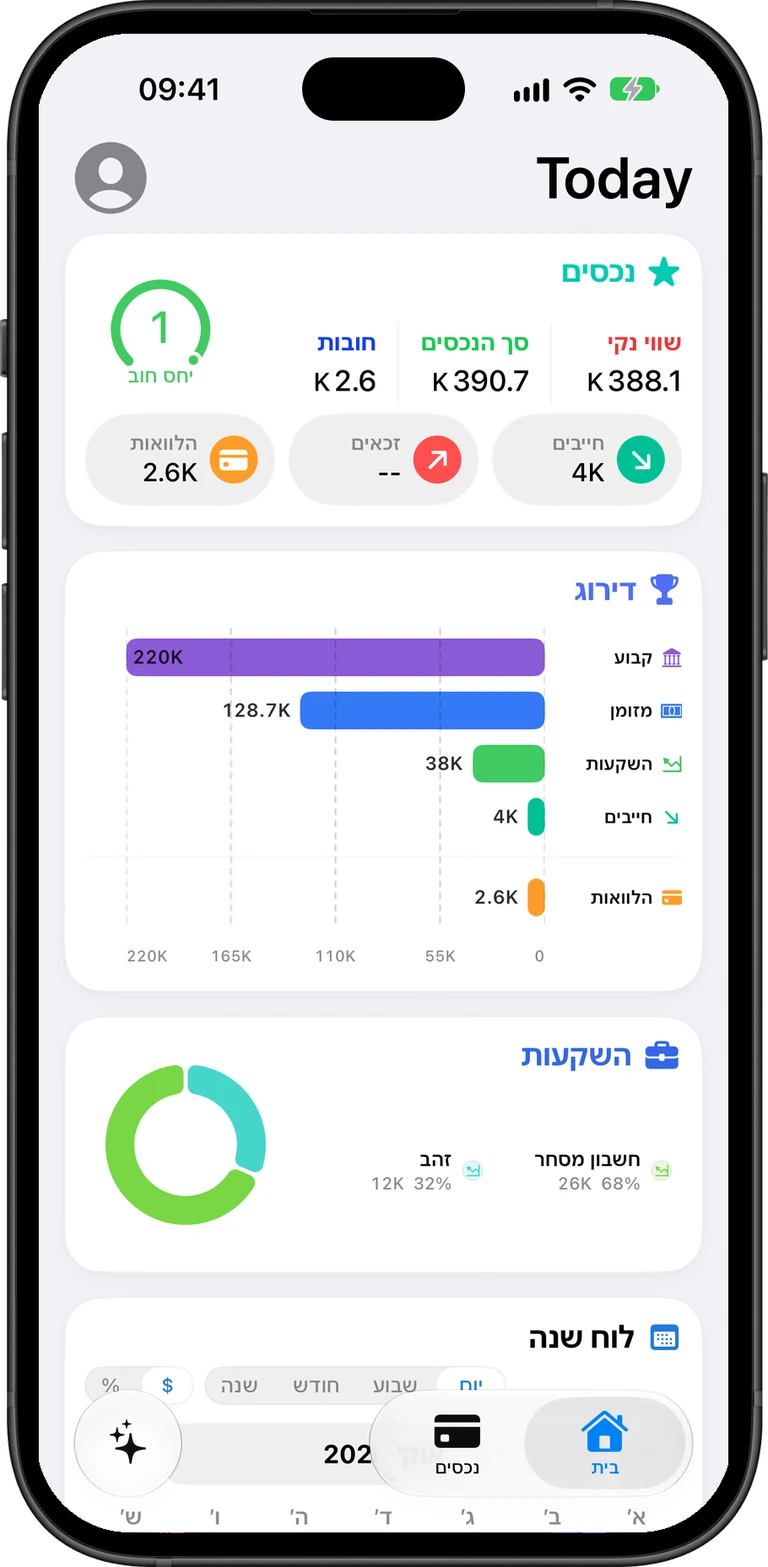 09:41
Today
נכסים
שווי נקי
388.1 K
סך הנכסים
390.7 K
חובות
2.6 K
1
יחס חוב
חייבים
4K
זכאים
--
הלוואות
2.6K
דירוג
קבוע
220K
מזומן
128.7K
השקעות
38K
חייבים
4K
הלוואות
2.6K
0 55K 110K 165K 220K
השקעות
חשבון מסחר
26K 68%
זהב
12K 32%
לוח שנה
יום שבוע חודש שנה
$ %
אוק' 202
בית
נכסים
א' ב' ג' ד' ה' ו' ש'